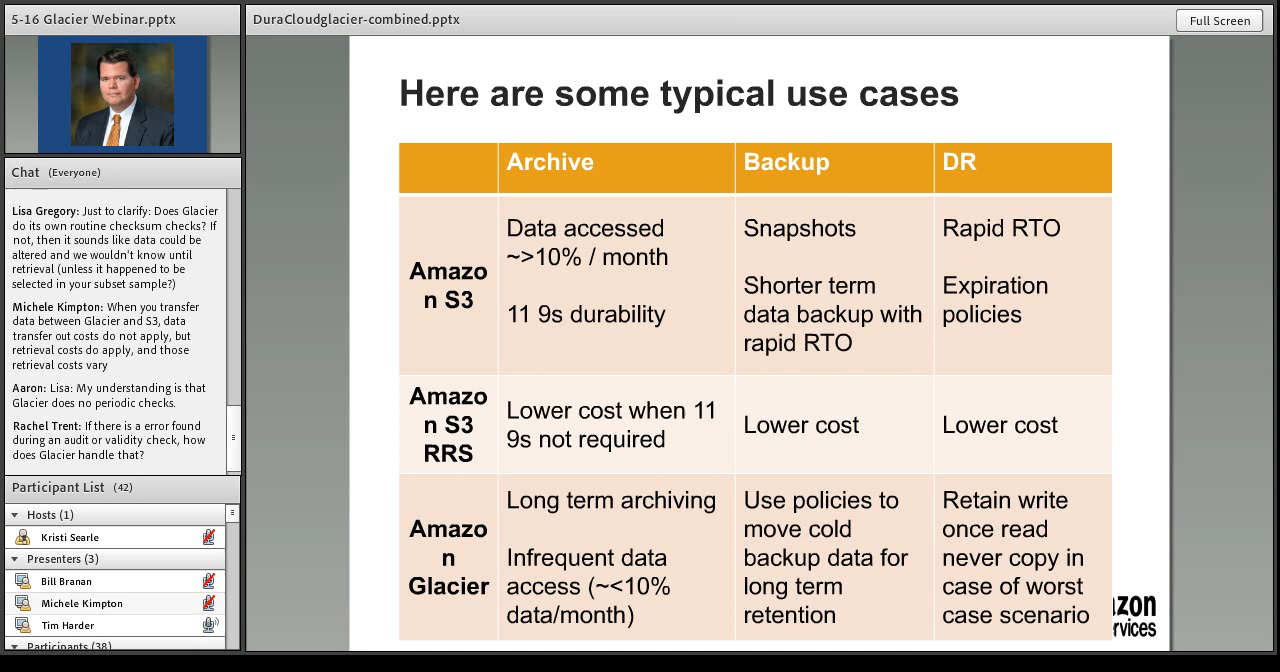 5-16 Glacier Webinar.pptx
Chat (Everyone)
Lisa Gregory: Just to clarify: Does Glacier
do its own routine checksum checks? If
not, then it sounds like data could be
altered and we wouldn't know until
retrieval (unless it happened to be
selected in your subset sample?)
Michele Kimpton: When you transfer
data between Glacier and S3, data
transfer out costs do not apply, but
retrieval costs do apply, and those
retrieval costs vary
Aaron: Lisa: My understanding is that
Glacier does no periodic checks.
Rachel Trent: If there is a error found
during an audit or validity check, how
does Glacier handle that?
Participant List (42)
Hosts (1)
Kristi Searle
Presenters (3)
Bill Branan
Michele Kimpton
Tim Harder
Participants (38)
DuraCloudglacier-combined.pptx
Full Screen
Here are some typical use cases
Archive
Backup
DR
Amazo
n S3
Data accessed
~>10% / month
11 9s durability
Snapshots
Shorter term
data backup with
rapid RTO
Rapid RTO
Expiration
policies
Amazo
n S3
RRS
Lower cost when 11
9s not required
Lower cost
Lower cost
Amazo
n
Glacier
Long term archiving
Infrequent data
access (~<10%
data/month)
Use policies to
move cold
backup data for
long term
retention
Retain write
once read
never copy in
case of worst
case scenario
azon
ervices